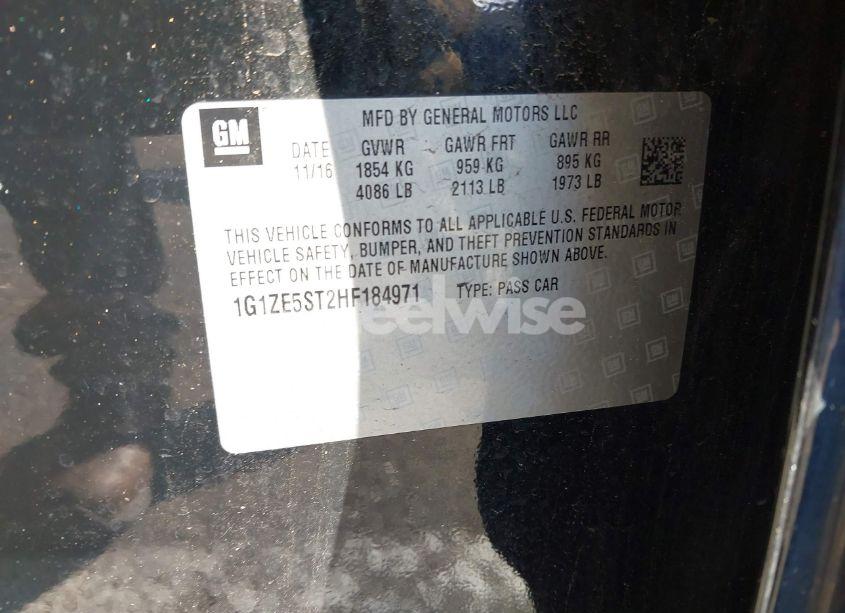 GM
MFD BY GENERAL MOTORS LLC
DATE GVWR GAWR FRT GAWR RR
11/16 1854 KG 959 KG 895 KG
4086 LB 2113 LB 1973 LB
THIS VEHICLE CONFORMS TO ALL APPLICABLE U.S. FEDERAL MOTOR
VEHICLE SAFETY, BUMPER, AND THEFT PREVENTION STANDARDS IN
EFFECT ON THE DATE OF MANUFACTURE SHOWN ABOVE.
1G1ZE5ST2HF184971 TYPE: PASS CAR
eelwise